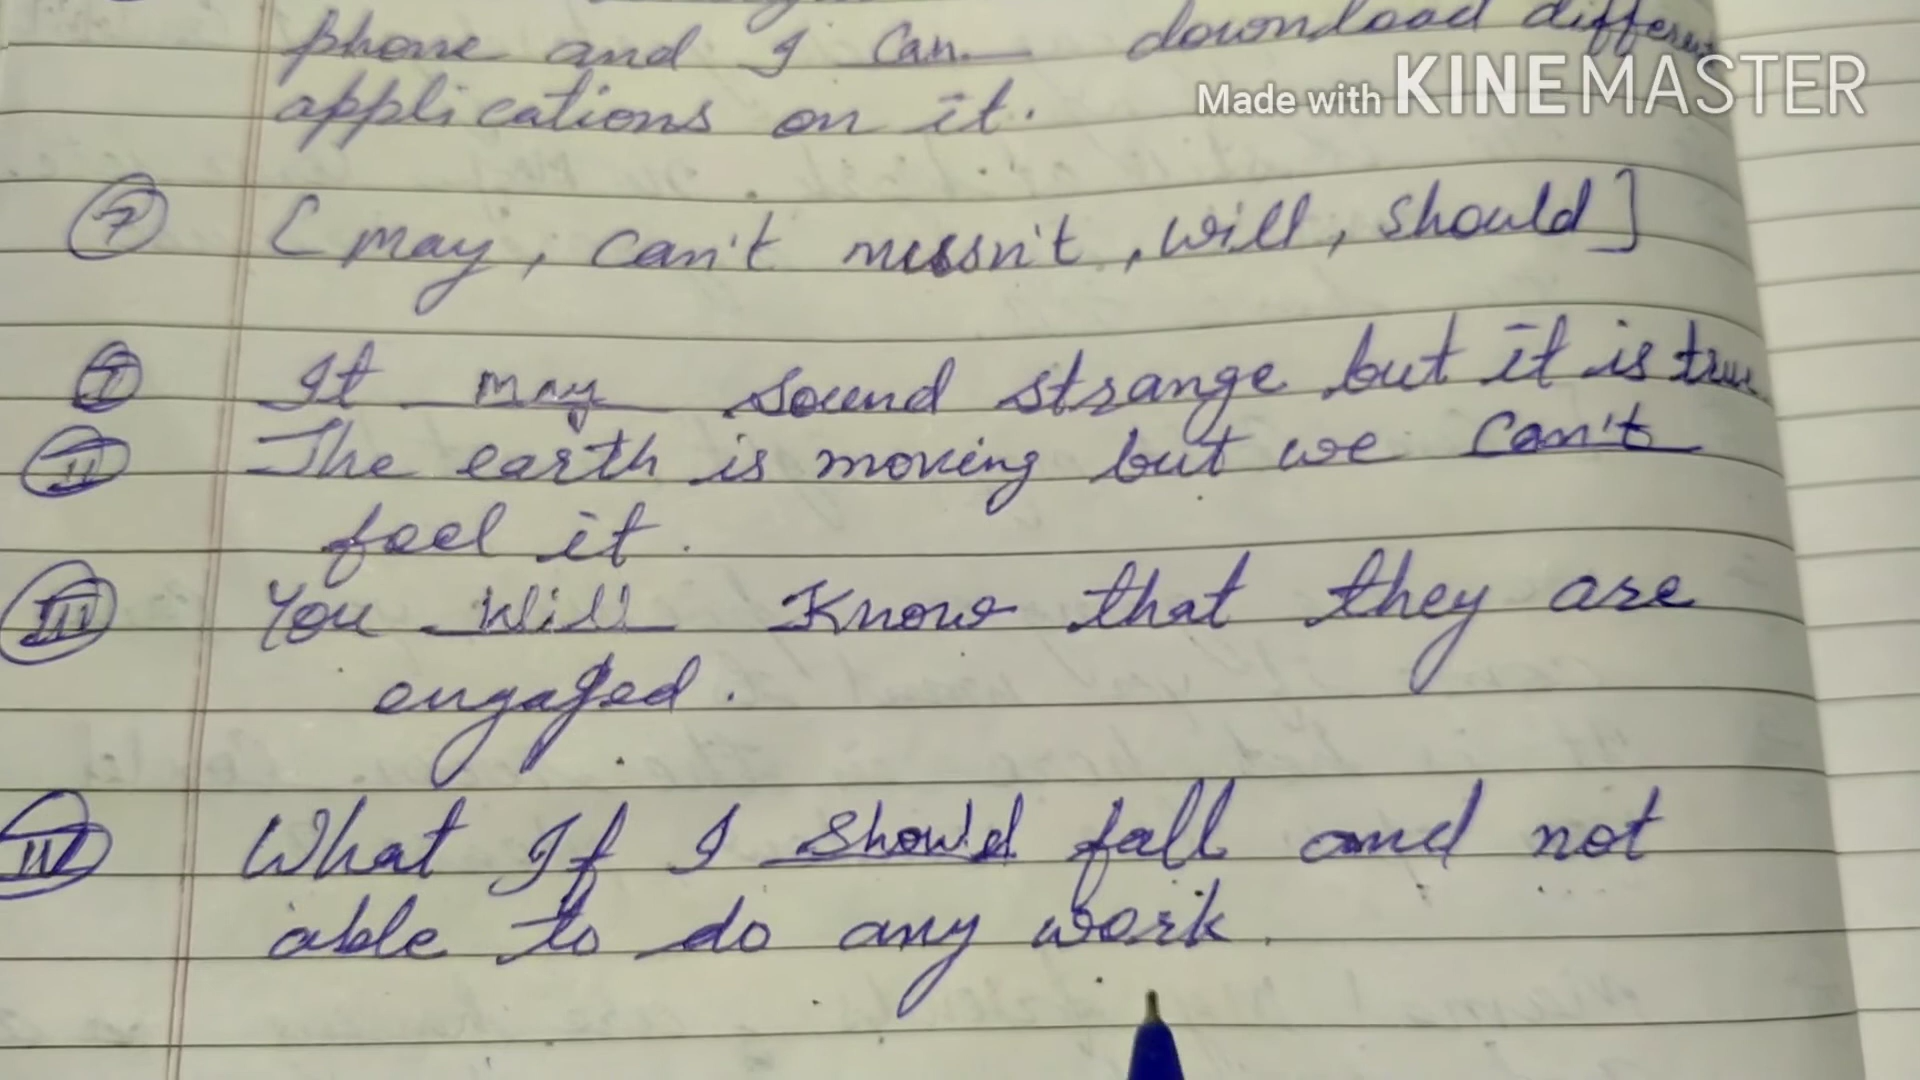 phone and I can download different
Made with KINEMASTER
applications on it.
7 [may, can't mussn't, will, should]
I It may sound strange but it is true
II The earth is moving but we can't
feel it.
III You will know that they are
engaged.
IV What If I should fall and not
able to do any work.